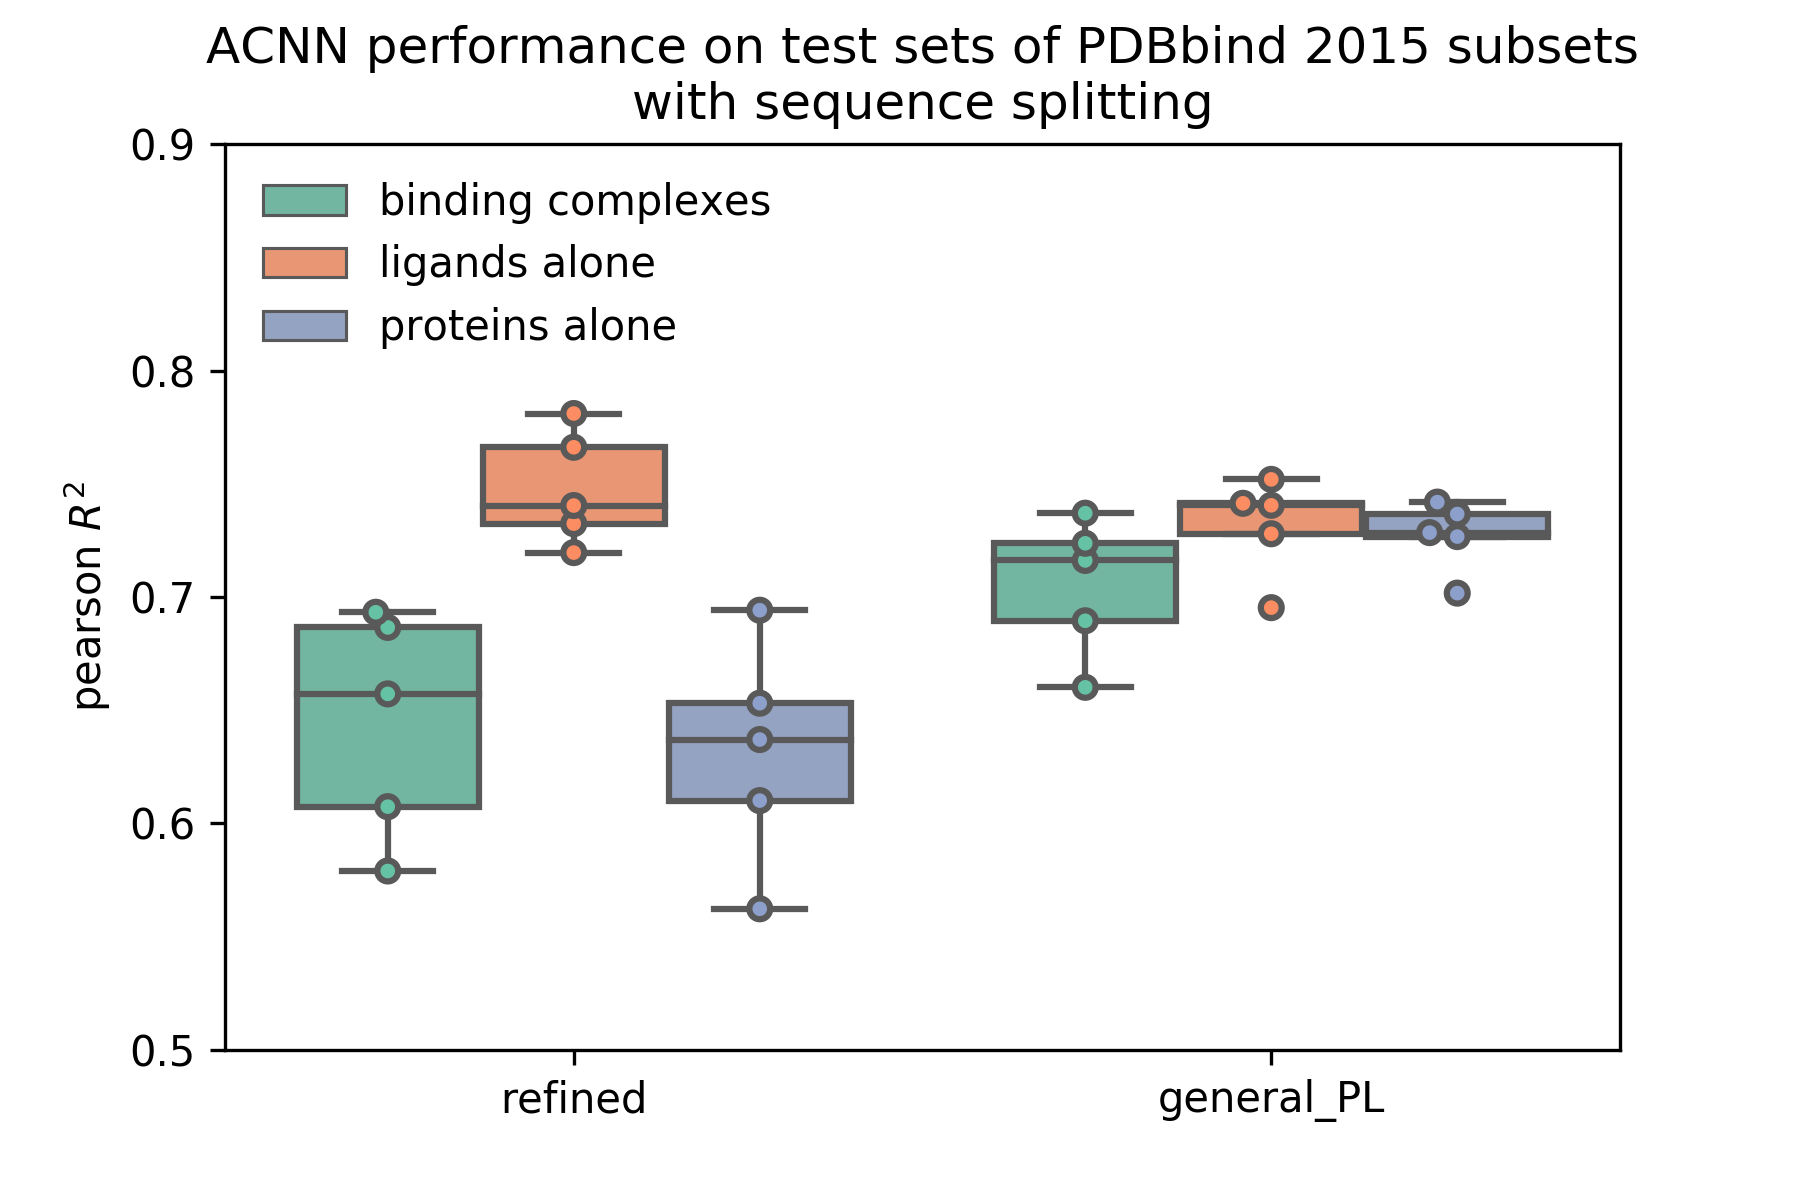 ACNN performance on test sets of PDBbind 2015 subsets
with sequence splitting
0.9
0.8
0.7
0.6
0.5
pearson R²
binding complexes
ligands alone
proteins alone
refined
general_PL